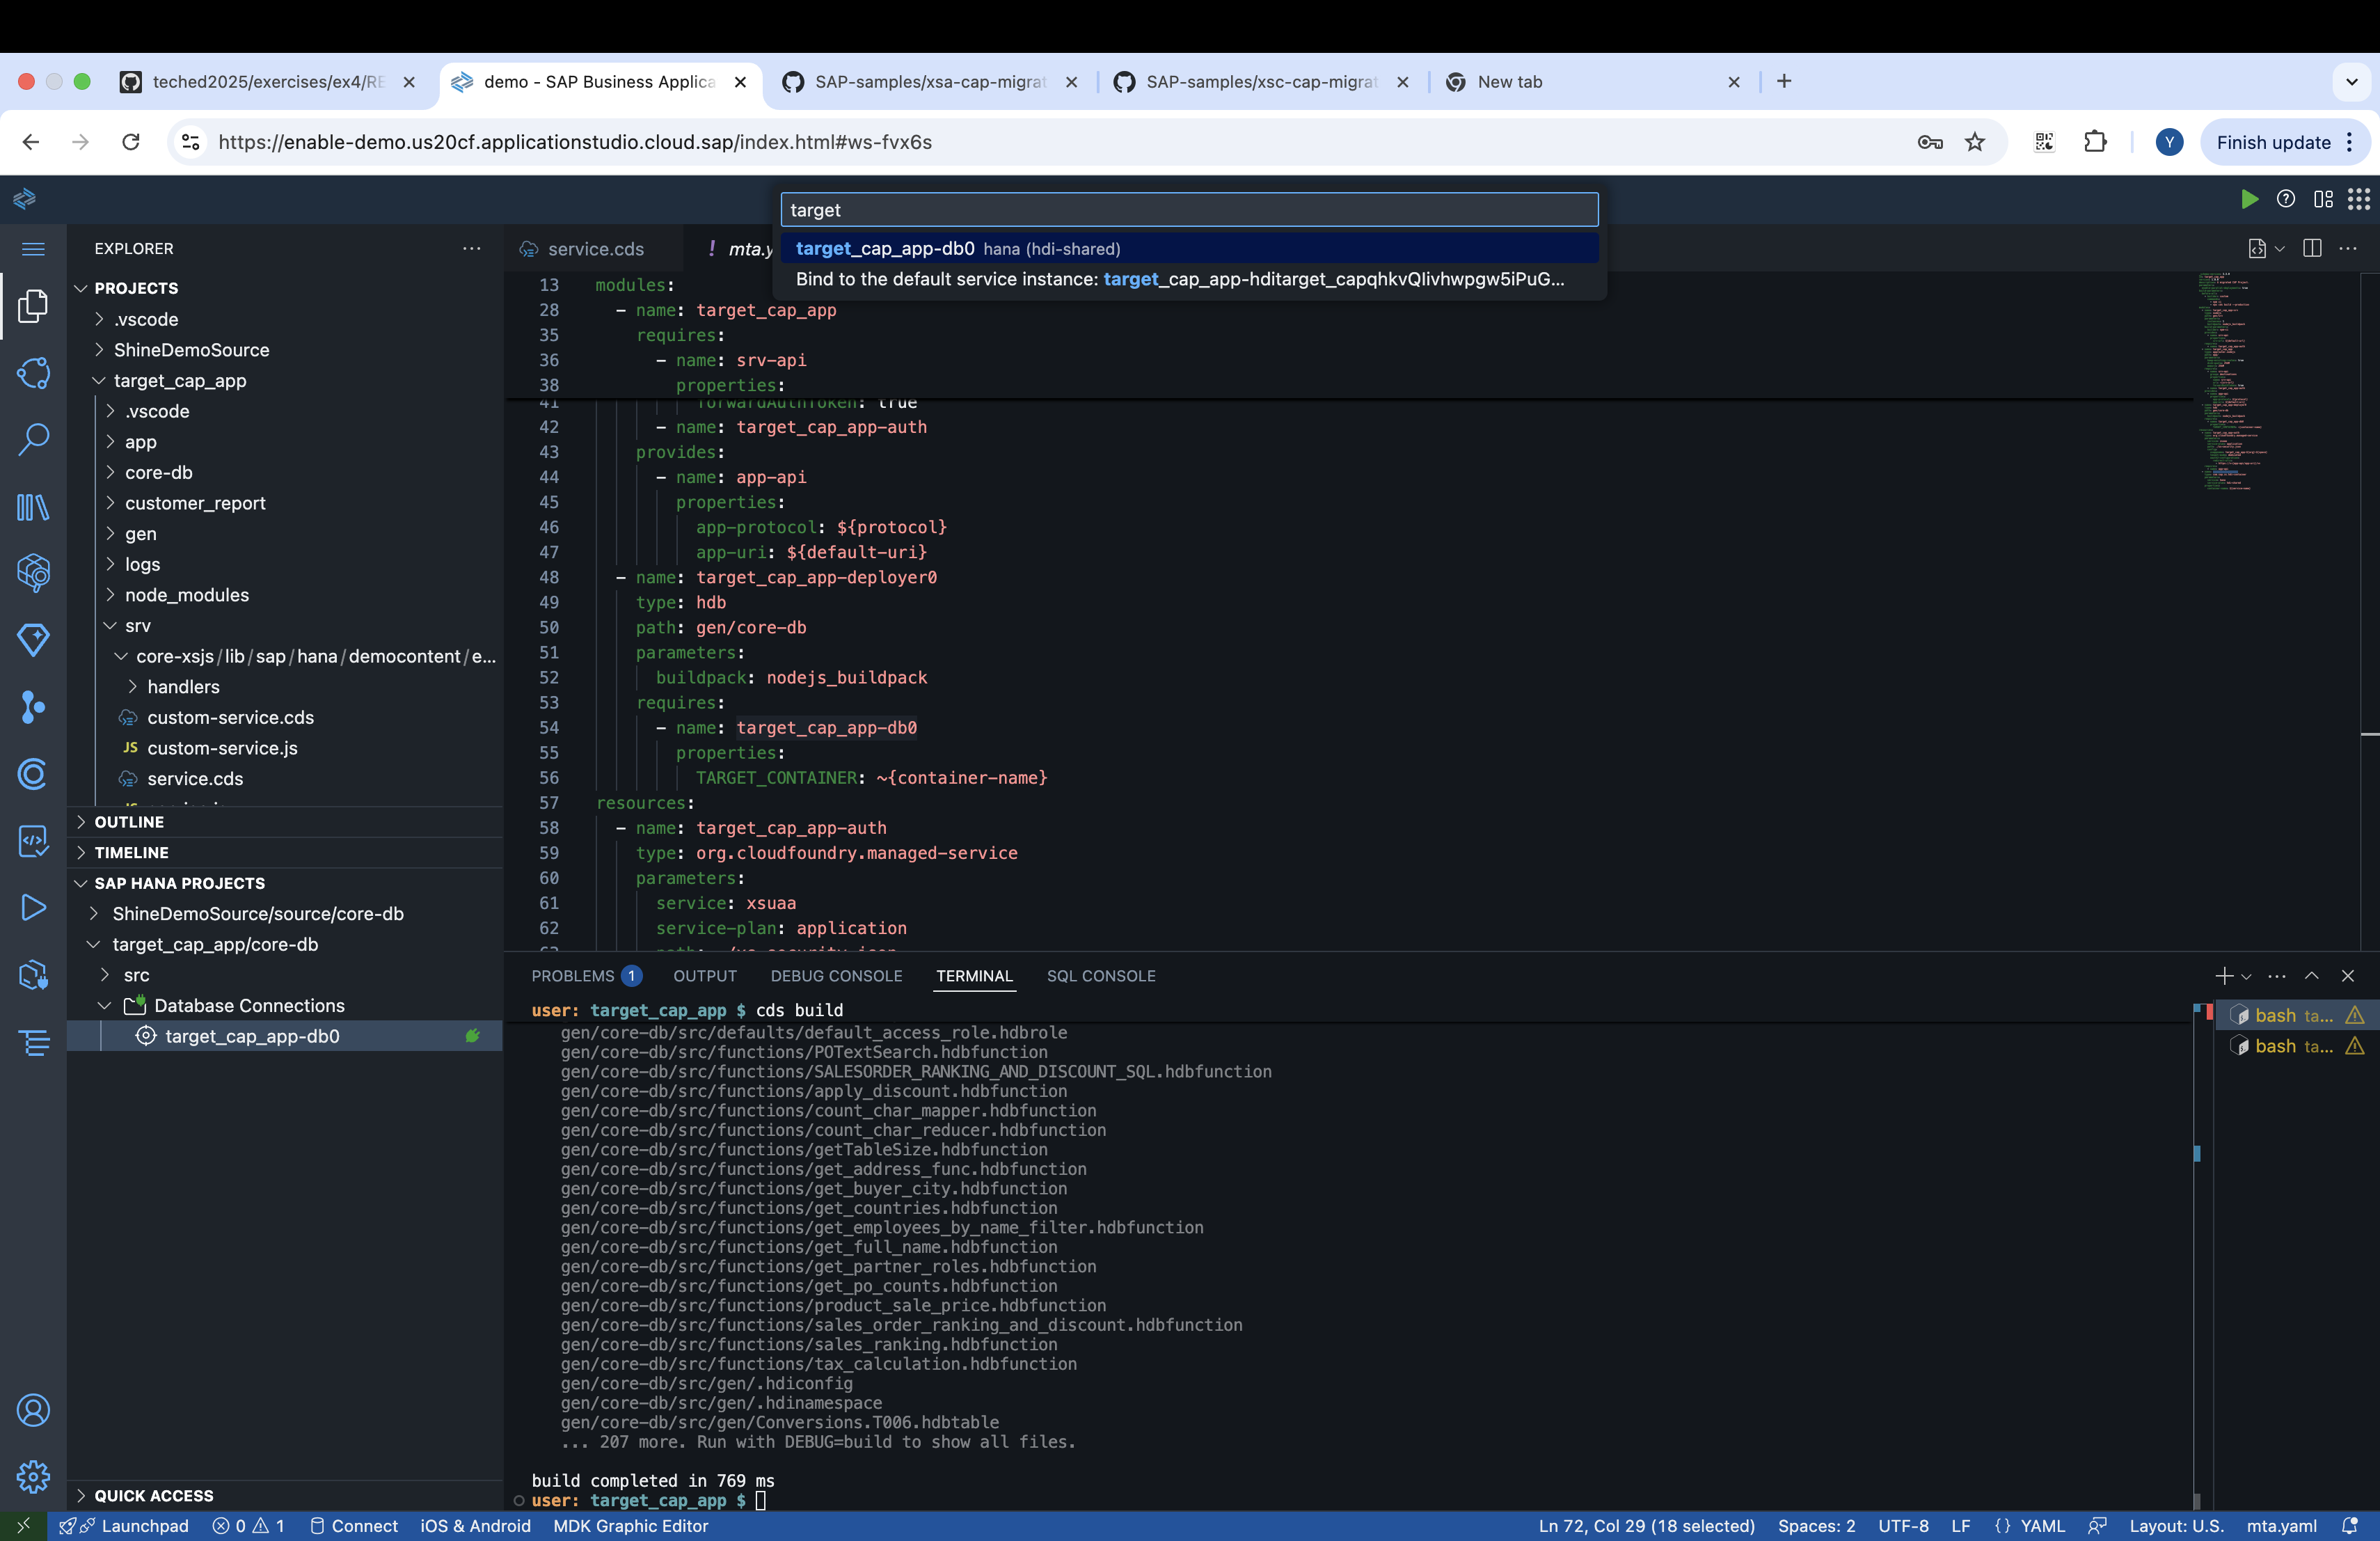 teched2025/exercises/ex4/RE
demo - SAP Business Applica
SAP-samples/xsa-cap-migrat
SAP-samples/xsc-cap-migrat
New tab
https://enable-demo.us20cf.applicationstudio.cloud.sap/index.html#ws-fvx6s
Y
Finish update
target
target_cap_app-db0 hana (hdi-shared)
Bind to the default service instance: target_cap_app-hditarget_capqhkvQIivhwpgw5iPuG...
EXPLORER
PROJECTS
.vscode
ShineDemoSource
target_cap_app
.vscode
app
core-db
customer_report
gen
logs
node_modules
srv
core-xsjs/lib/sap/hana/democontent/e...
handlers
custom-service.cds
JS custom-service.js
service.cds
OUTLINE
TIMELINE
SAP HANA PROJECTS
ShineDemoSource/source/core-db
target_cap_app/core-db
src
Database Connections
target_cap_app-db0
QUICK ACCESS
service.cds
! mta.y
13 modules:
28 - name: target_cap_app
35 requires:
36 - name: srv-api
38 properties:
41 forwardAuthToken: true
42 - name: target_cap_app-auth
43 provides:
44 - name: app-api
45 properties:
46 app-protocol: ${protocol}
47 app-uri: ${default-uri}
48 - name: target_cap_app-deployer0
49 type: hdb
50 path: gen/core-db
51 parameters:
52 buildpack: nodejs_buildpack
53 requires:
54 - name: target_cap_app-db0
55 properties:
56 TARGET_CONTAINER: ~{container-name}
57 resources:
58 - name: target_cap_app-auth
59 type: org.cloudfoundry.managed-service
60 parameters:
61 service: xsuaa
62 service-plan: application
PROBLEMS 1 OUTPUT DEBUG CONSOLE TERMINAL SQL CONSOLE
user: target_cap_app $ cds build
gen/core-db/src/defaults/default_access_role.hdbrole
gen/core-db/src/functions/POTextSearch.hdbfunction
gen/core-db/src/functions/SALESORDER_RANKING_AND_DISCOUNT_SQL.hdbfunction
gen/core-db/src/functions/apply_discount.hdbfunction
gen/core-db/src/functions/count_char_mapper.hdbfunction
gen/core-db/src/functions/count_char_reducer.hdbfunction
gen/core-db/src/functions/getTableSize.hdbfunction
gen/core-db/src/functions/get_address_func.hdbfunction
gen/core-db/src/functions/get_buyer_city.hdbfunction
gen/core-db/src/functions/get_countries.hdbfunction
gen/core-db/src/functions/get_employees_by_name_filter.hdbfunction
gen/core-db/src/functions/get_full_name.hdbfunction
gen/core-db/src/functions/get_partner_roles.hdbfunction
gen/core-db/src/functions/get_po_counts.hdbfunction
gen/core-db/src/functions/product_sale_price.hdbfunction
gen/core-db/src/functions/sales_order_ranking_and_discount.hdbfunction
gen/core-db/src/functions/sales_ranking.hdbfunction
gen/core-db/src/functions/tax_calculation.hdbfunction
gen/core-db/src/gen/.hdiconfig
gen/core-db/src/gen/.hdinamespace
gen/core-db/src/gen/Conversions.T006.hdbtable
... 207 more. Run with DEBUG=build to show all files.
build completed in 769 ms
user: target_cap_app $
bash ta...
bash ta...
Launchpad 0 1 Connect iOS & Android MDK Graphic Editor
Ln 72, Col 29 (18 selected) Spaces: 2 UTF-8 LF {} YAML Layout: U.S. mta.yaml